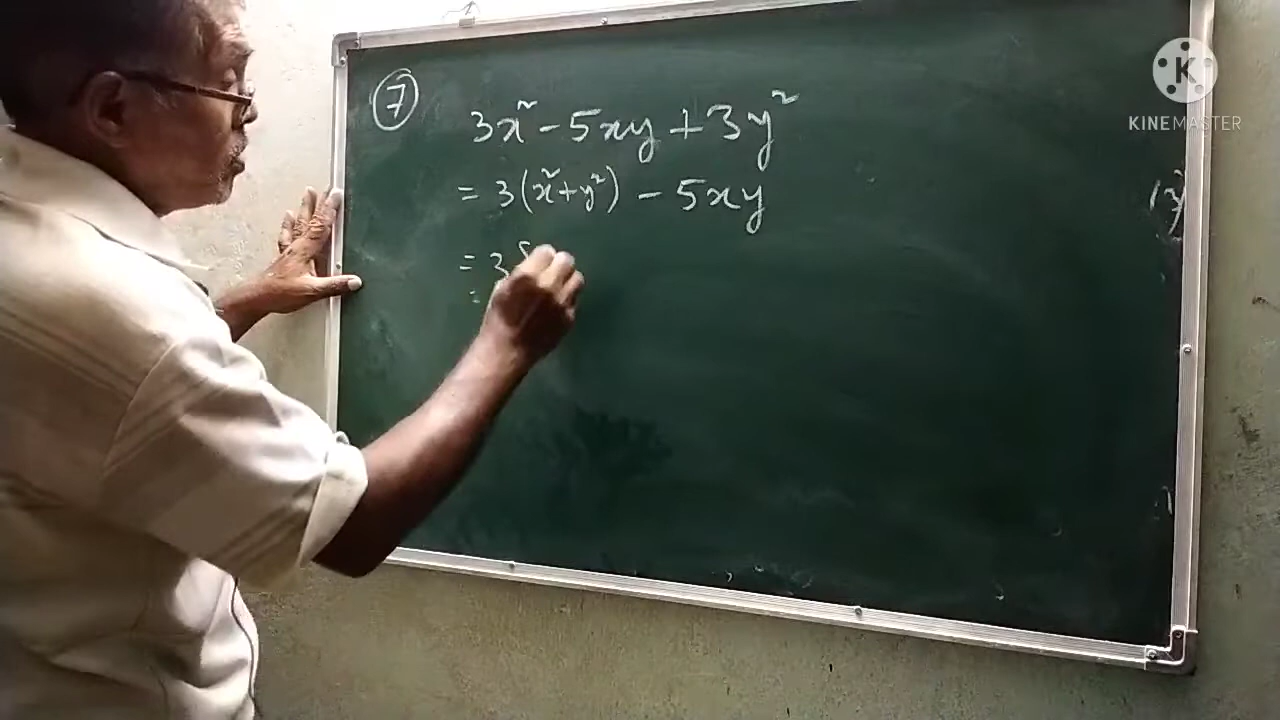 ⑦ 3x² - 5xy + 3y²
= 3(x² + y²) - 5xy
= 3
K
KINEMASTER